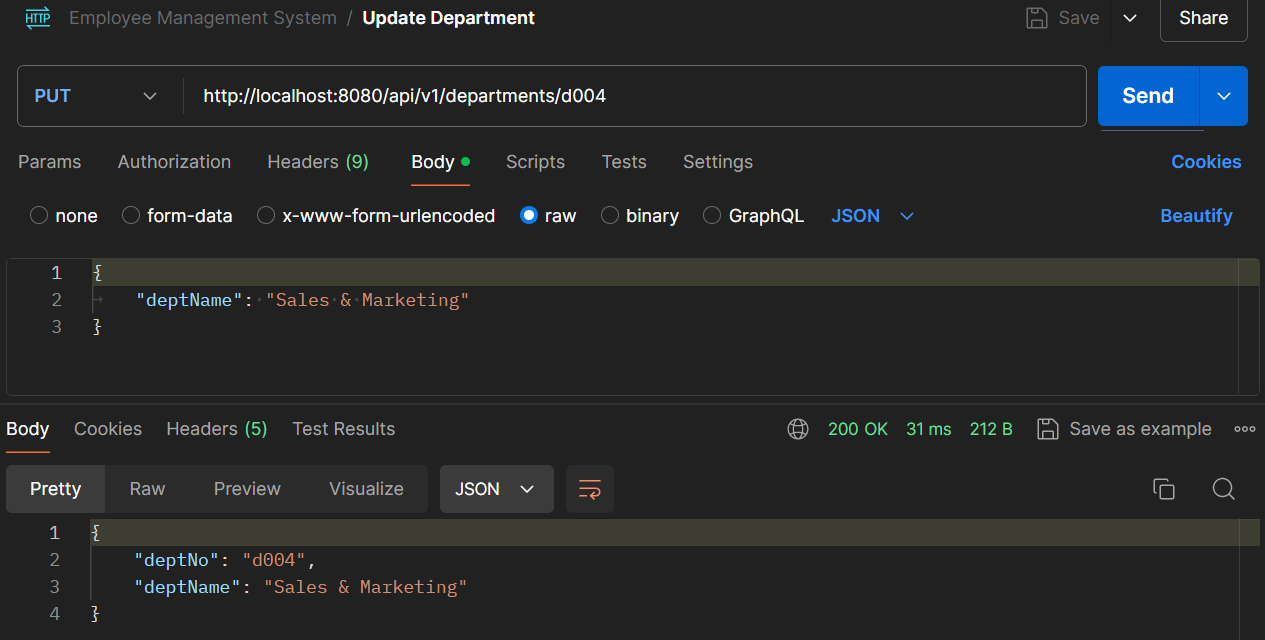 HTTP Employee Management System / Update Department Save Share
PUT http://localhost:8080/api/v1/departments/d004 Send
Params Authorization Headers (9) Body Scripts Tests Settings Cookies
none form-data x-www-form-urlencoded raw binary GraphQL JSON Beautify
1 {
2 "deptName": "Sales & Marketing"
3 }
Body Cookies Headers (5) Test Results 200 OK 31 ms 212 B Save as example
Pretty Raw Preview Visualize JSON
1 {
2 "deptNo": "d004",
3 "deptName": "Sales & Marketing"
4 }